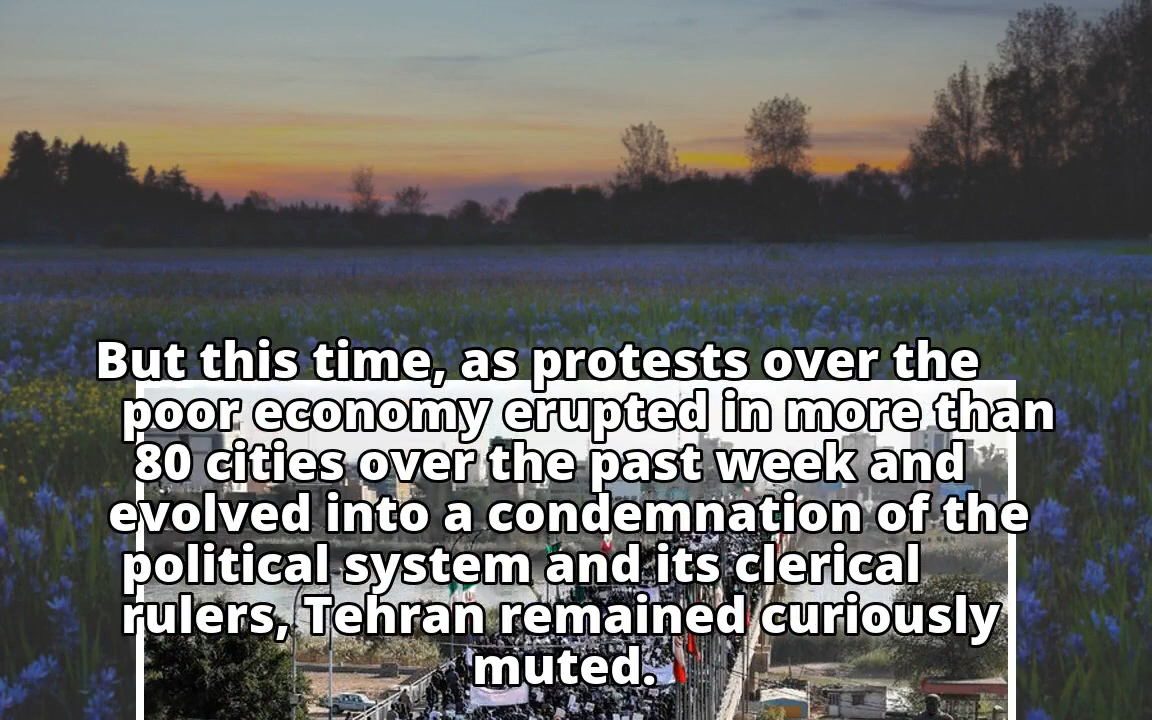 But this time, as protests over the
poor economy erupted in more than
80 cities over the past week and
evolved into a condemnation of the
political system and its clerical
rulers, Tehran remained curiously
muted.